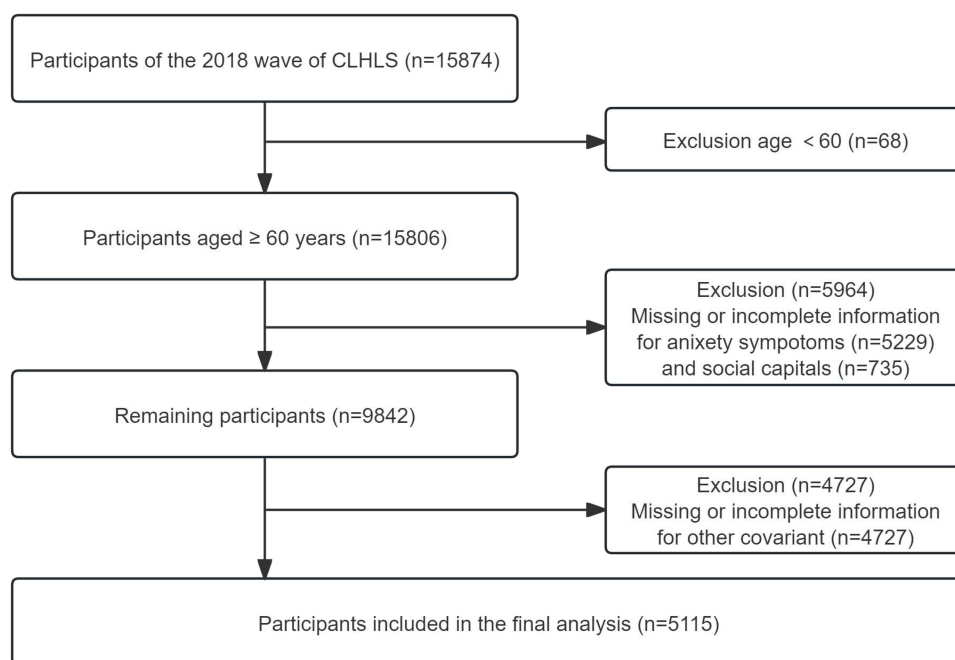 Participants of the 2018 wave of CLHLS (n=15874)
Exclusion age < 60 (n=68)
Participants aged ≥ 60 years (n=15806)
Exclusion (n=5964)
Missing or incomplete information
for anixety sympotoms (n=5229)
and social capitals (n=735)
Remaining participants (n=9842)
Exclusion (n=4727)
Missing or incomplete information
for other covariant (n=4727)
Participants included in the final analysis (n=5115)